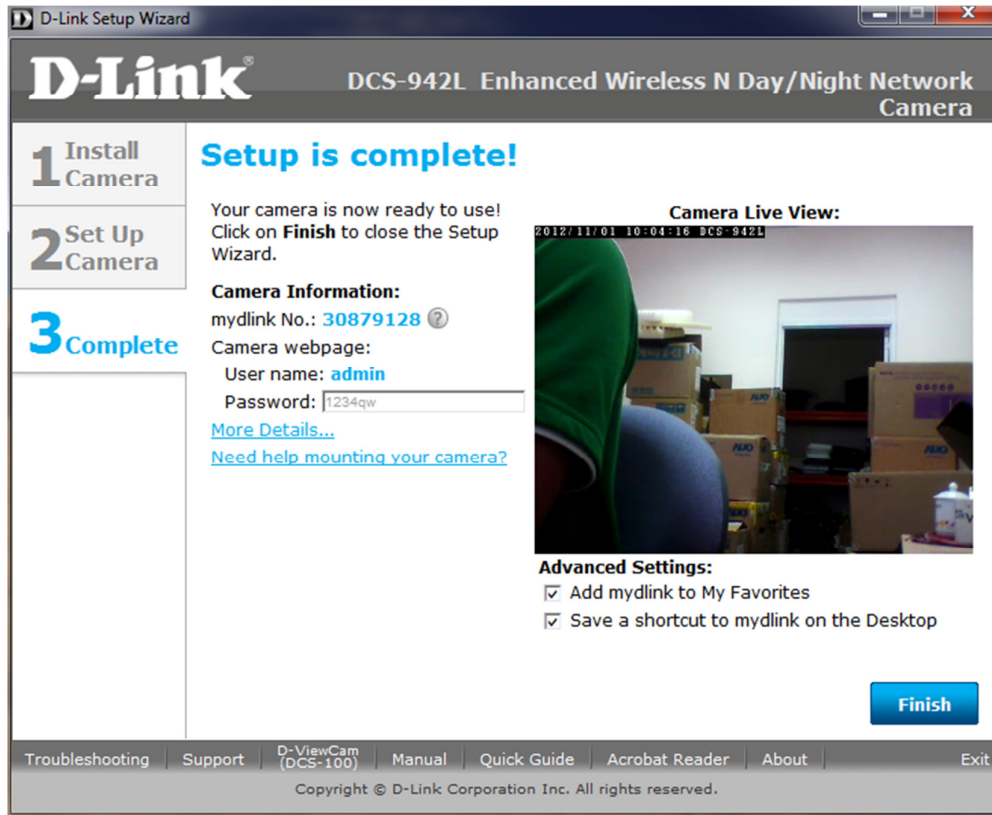 D-Link Setup Wizard
D-Link®
DCS-942L Enhanced Wireless N Day/Night Network
Camera
1 Install
Camera
2 Set Up
Camera
3 Complete
Setup is complete!
Your camera is now ready to use!
Click on Finish to close the Setup
Wizard.
Camera Information:
mydlink No.: 30879128 ?
Camera webpage:
User name: admin
Password: 1234qw
More Details...
Need help mounting your camera?
Camera Live View:
2012/11/01 10:04:16 DCS-942L
D-Link
AUO
AUO
AUO
AUO
Advanced Settings:
Add mydlink to My Favorites
Save a shortcut to mydlink on the Desktop
Finish
Troubleshooting
Support
D-ViewCam
(DCS-100)
Manual
Quick Guide
Acrobat Reader
About
Exit
Copyright © D-Link Corporation Inc. All rights reserved.